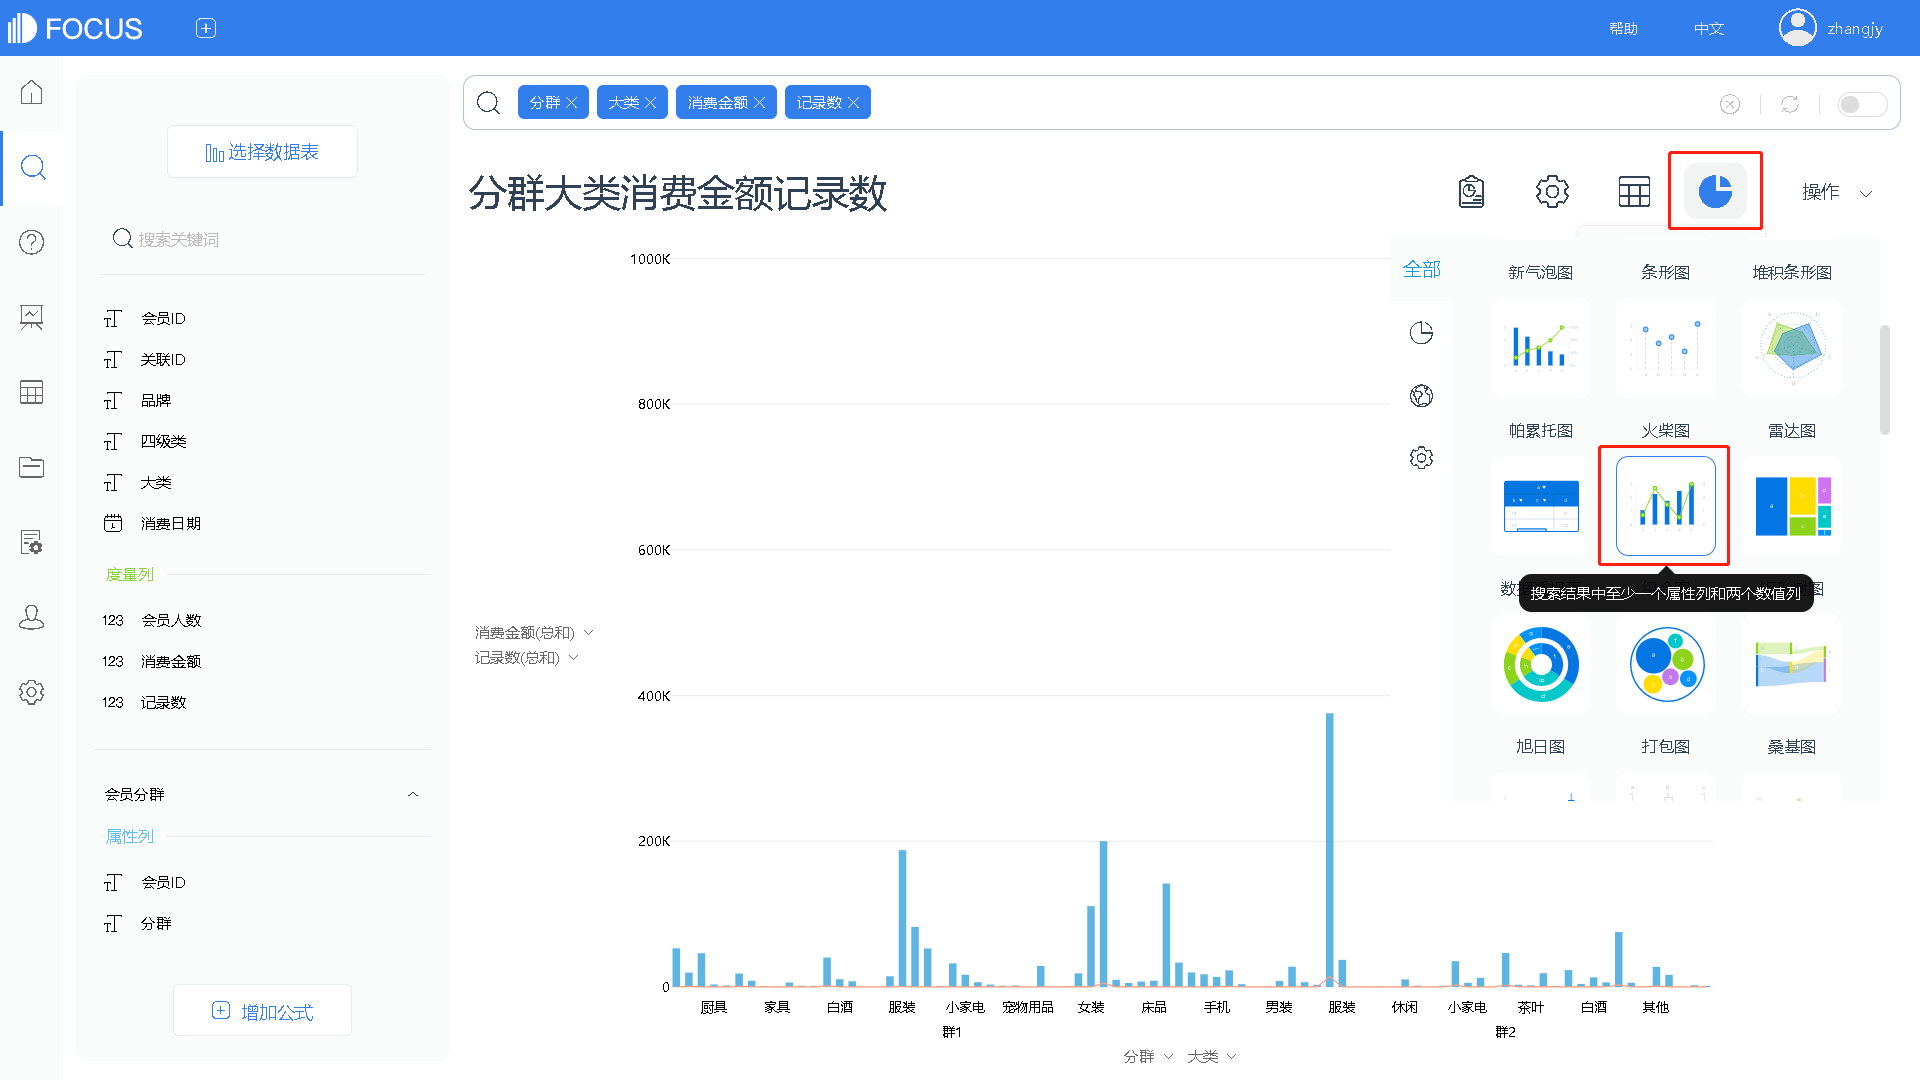 FOCUS
帮助
中文
zhangjy
选择数据表
搜索关键词
会员ID
关联ID
品牌
四级类
大类
消费日期
度量列
123 会员人数
123 消费金额
123 记录数
会员分群
属性列
会员ID
分群
增加公式
分群
大类
消费金额
记录数
分群大类消费金额记录数
操作
1000K
800K
600K
400K
200K
0
消费金额(总和)
记录数(总和)
厨具 家具 白酒 服装 小家电 宠物用品 女装 床品 手机 男装 服装 休闲 小家电 茶叶 白酒 其他
群1 群2
分群 大类
全部
新气泡图 条形图 堆积条形图
帕累托图 火柴图 雷达图
搜索结果中至少一个属性列和两个数值列
旭日图 打包图 桑基图